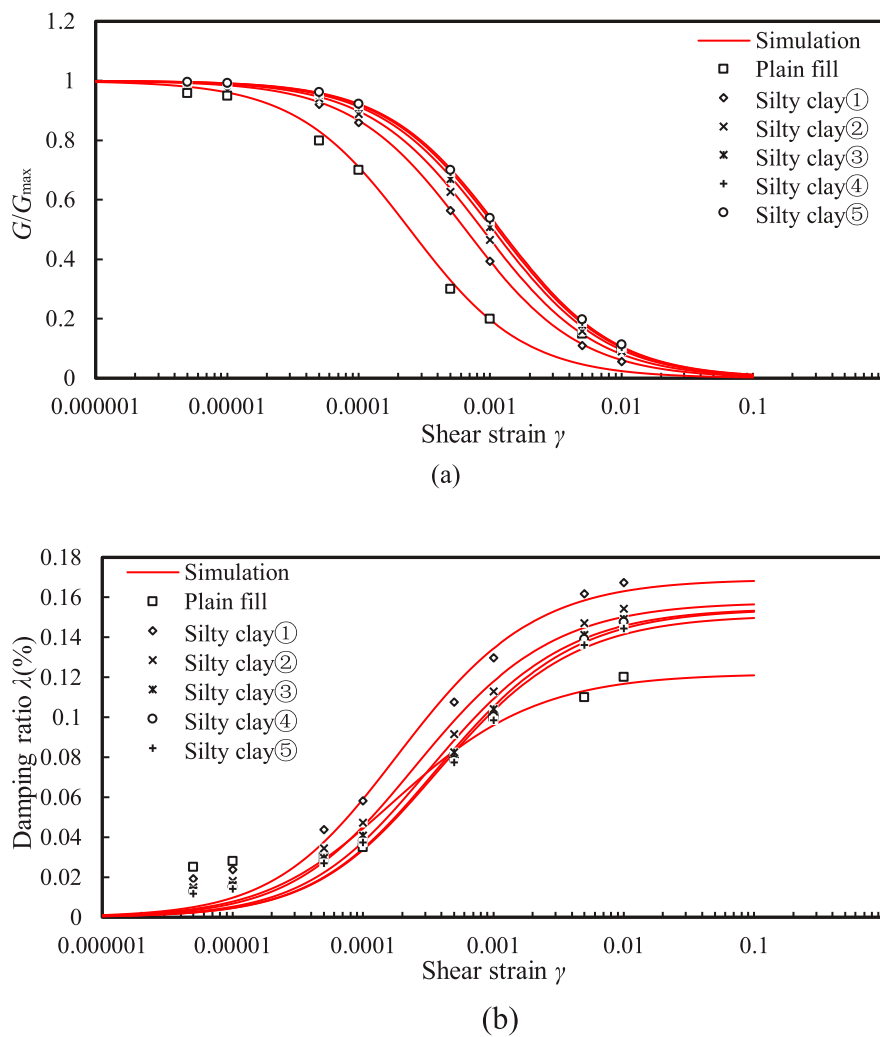 1.2
1
0.8
0.6
0.4
0.2
0
G/Gmax
Simulation
Plain fill
Silty clay①
Silty clay②
Silty clay③
Silty clay④
Silty clay⑤
0.000001 0.00001 0.0001 0.001 0.01 0.1
Shear strain γ
(a)
0.18
0.16
0.14
0.12
0.1
0.08
0.06
0.04
0.02
0
Damping ratio λ(%)
Simulation
Plain fill
Silty clay①
Silty clay②
Silty clay③
Silty clay④
Silty clay⑤
0.000001 0.00001 0.0001 0.001 0.01 0.1
Shear strain γ
(b)